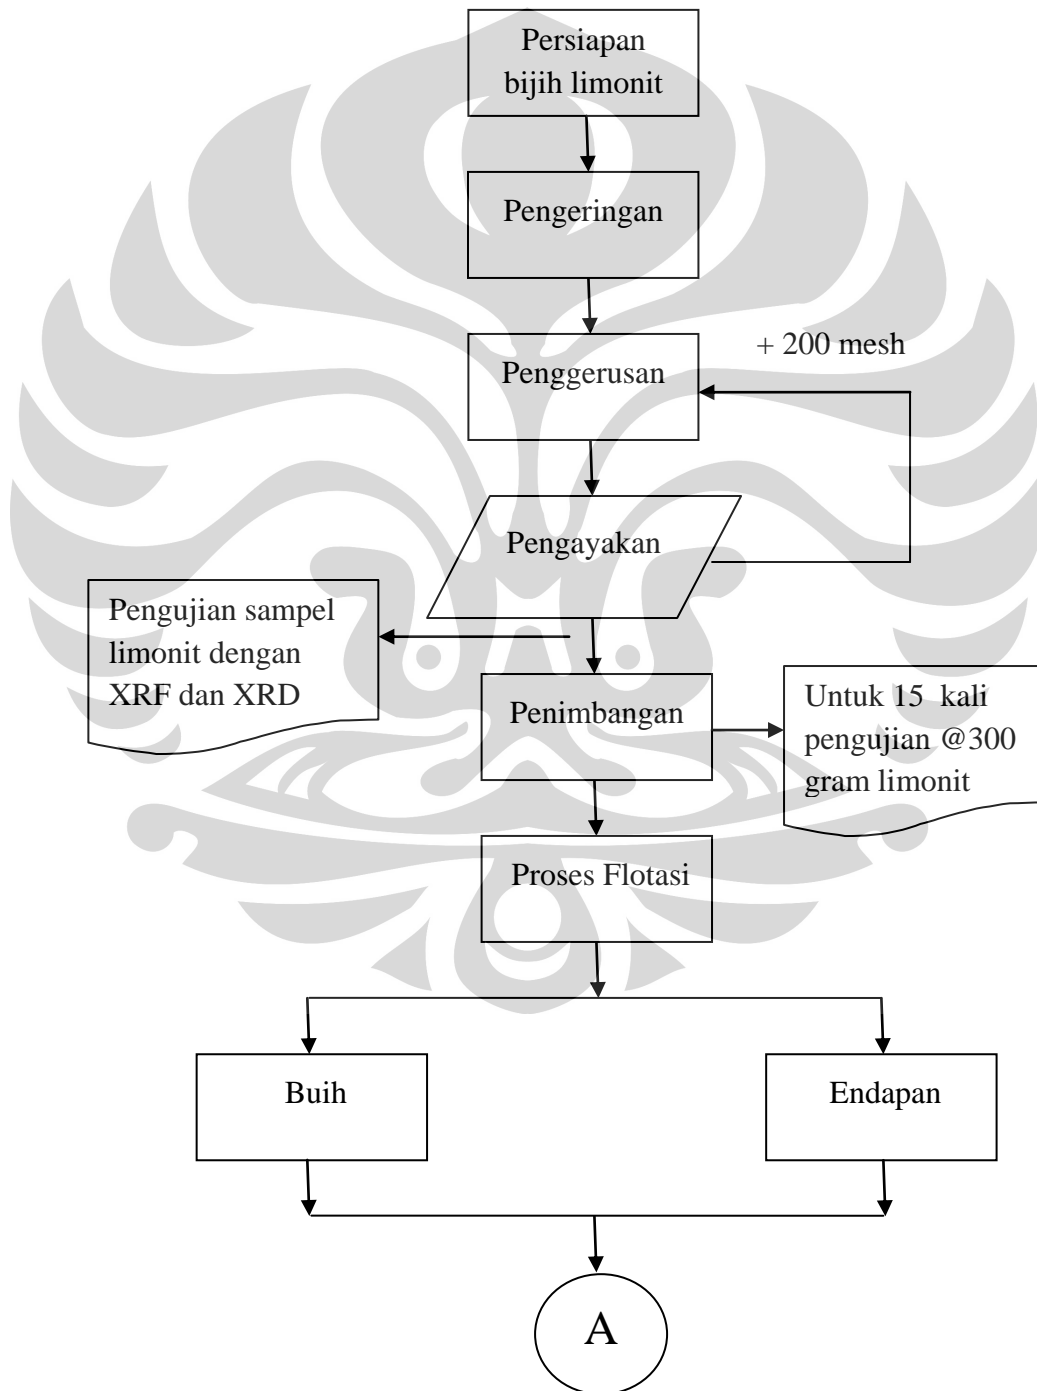 Persiapan
bijih limonit
Pengeringan
+ 200 mesh
Penggerusan
Pengayakan
Pengujian sampel
limonit dengan
XRF dan XRD
Penimbangan
Untuk 15 kali
pengujian @300
gram limonit
Proses Flotasi
Buih
Endapan
A